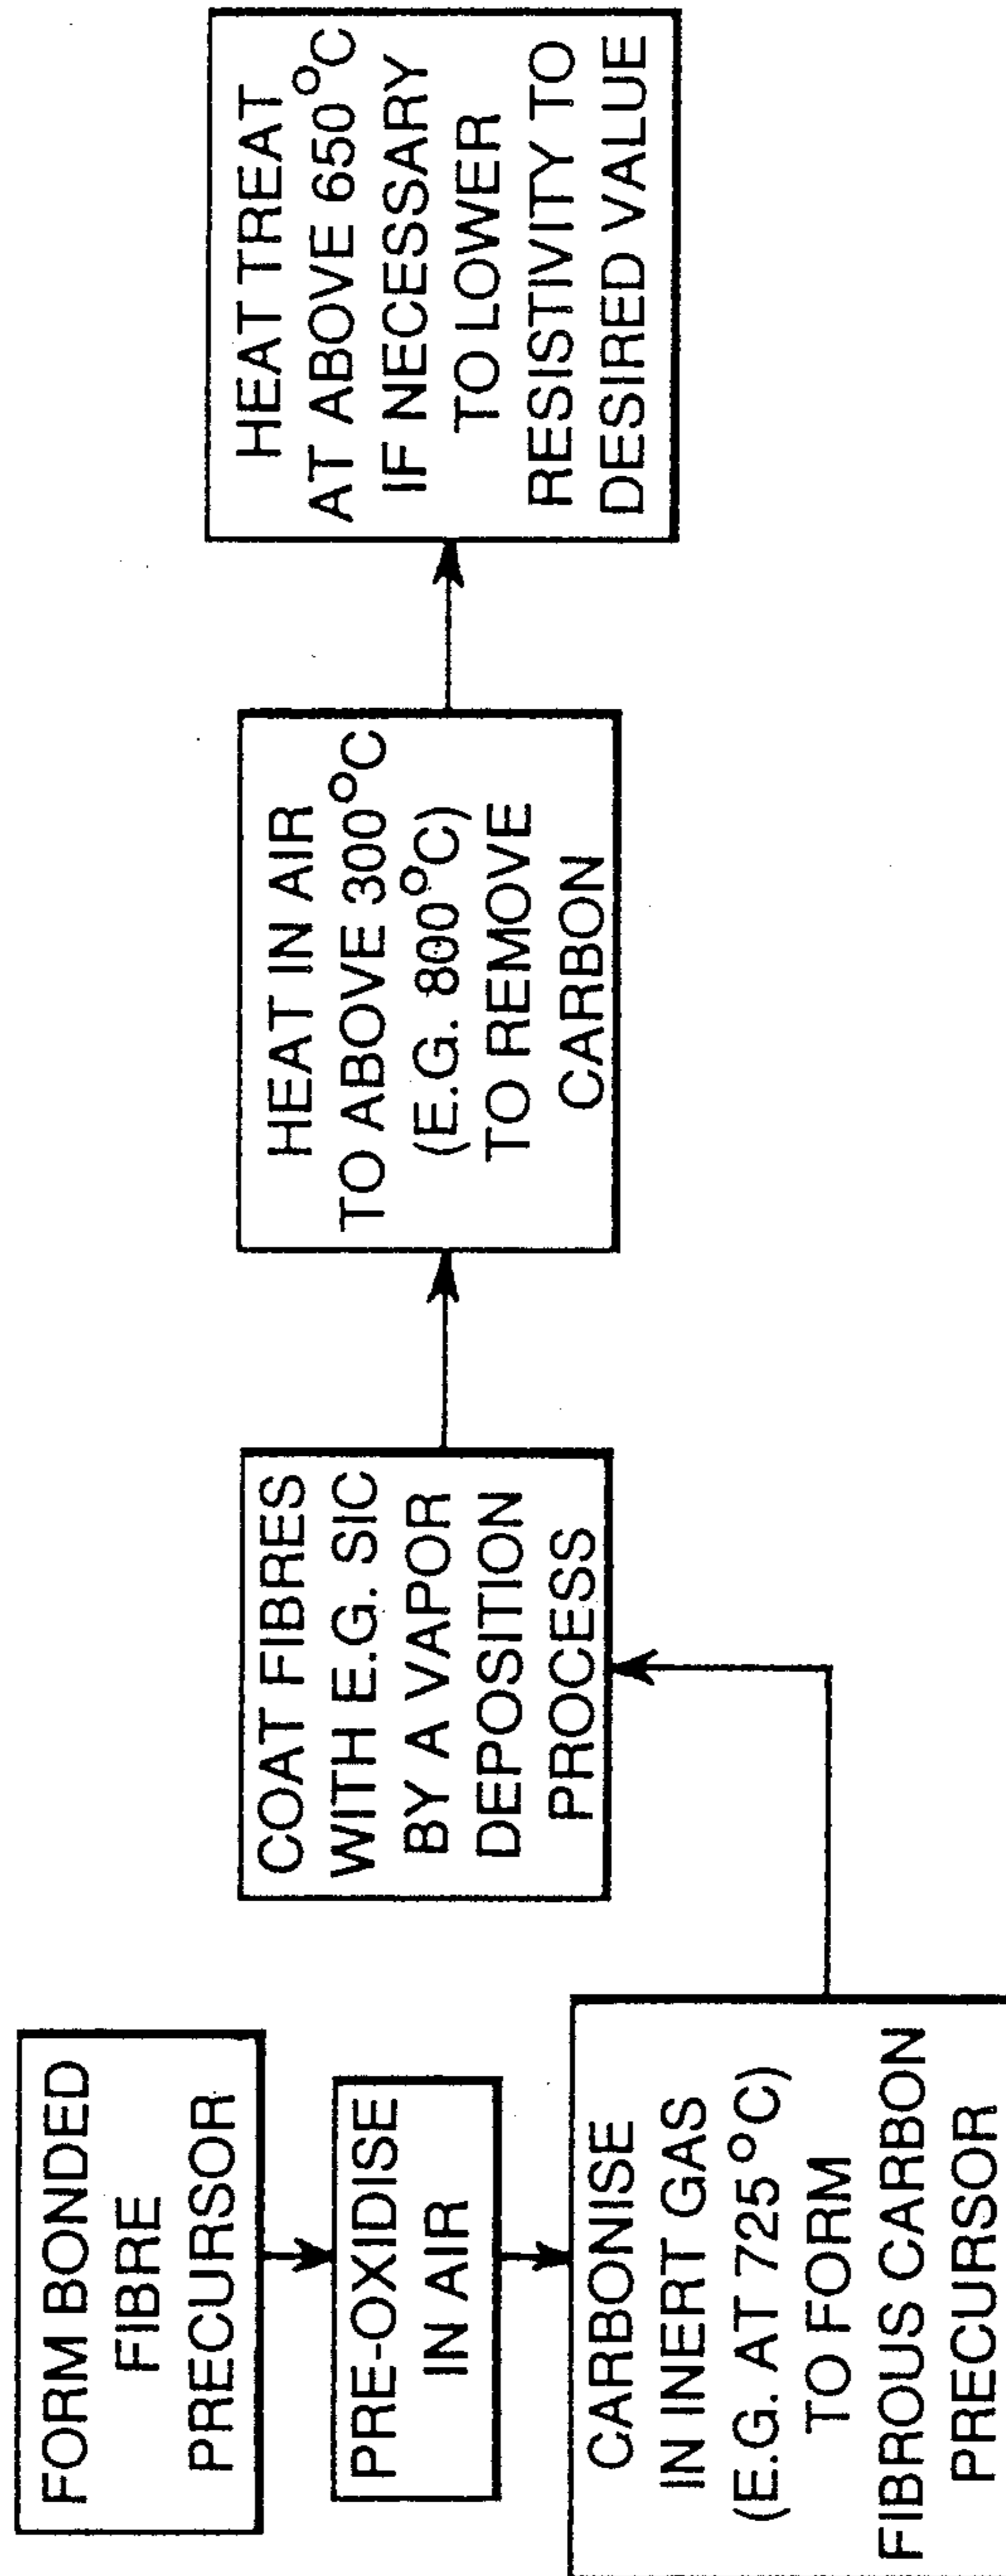 FORM BONDED
FIBRE
PRECURSOR
PRE-OXIDISE
IN AIR
CARBONISE
IN INERT GAS
(E.G. AT 725°C)
TO FORM
FIBROUS CARBON
PRECURSOR
COAT FIBRES
WITH E.G. SIC
BY A VAPOR
DEPOSITION
PROCESS
HEAT IN AIR
TO ABOVE 300°C
(E.G. 800°C)
TO REMOVE
CARBON
HEAT TREAT
AT ABOVE 650°C
IF NECESSARY
TO LOWER
RESISTIVITY TO
DESIRED VALUE